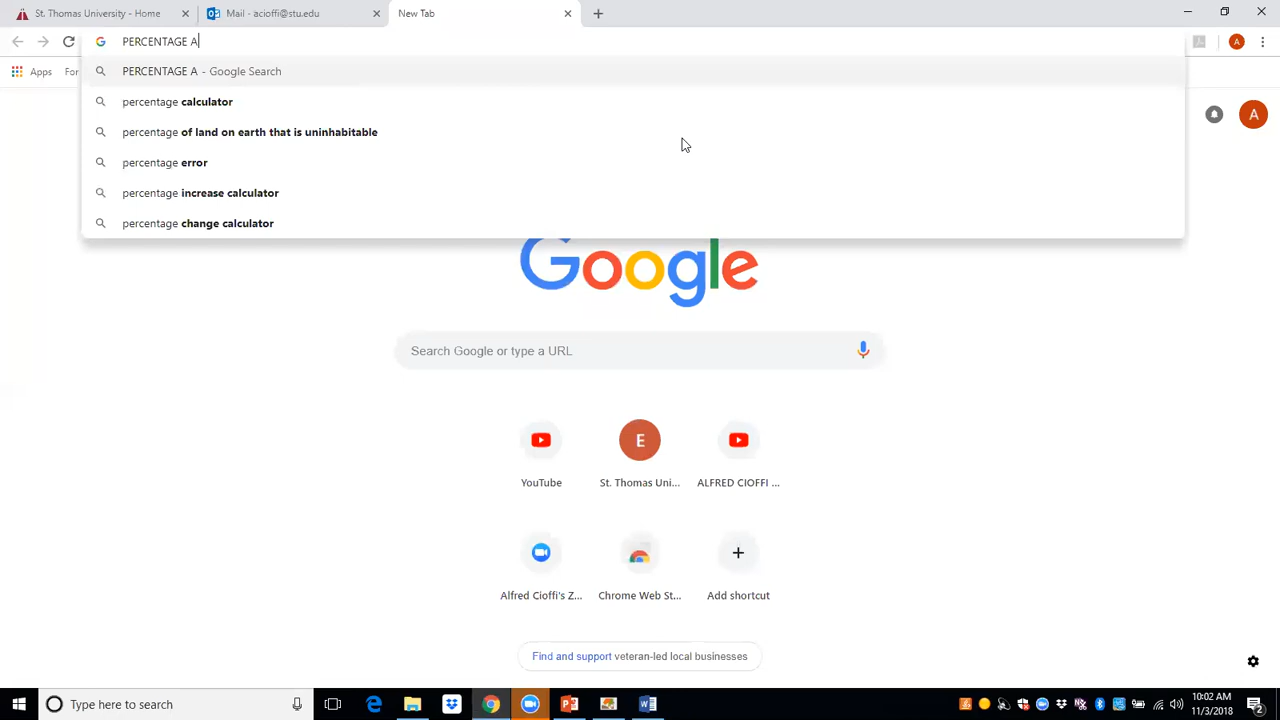 St. Thomas University - Home
Mail - acioffi@stu.edu
New Tab
PERCENTAGE A
A
Apps
For
PERCENTAGE A - Google Search
percentage calculator
percentage of land on earth that is uninhabitable
percentage error
percentage increase calculator
percentage change calculator
A
Google
Search Google or type a URL
E
YouTube
St. Thomas Uni...
ALFRED CIOFFI ...
Alfred Cioffi's Z...
Chrome Web St...
Add shortcut
Find and support veteran-led local businesses
Type here to search
10:02 AM
11/3/2018
2